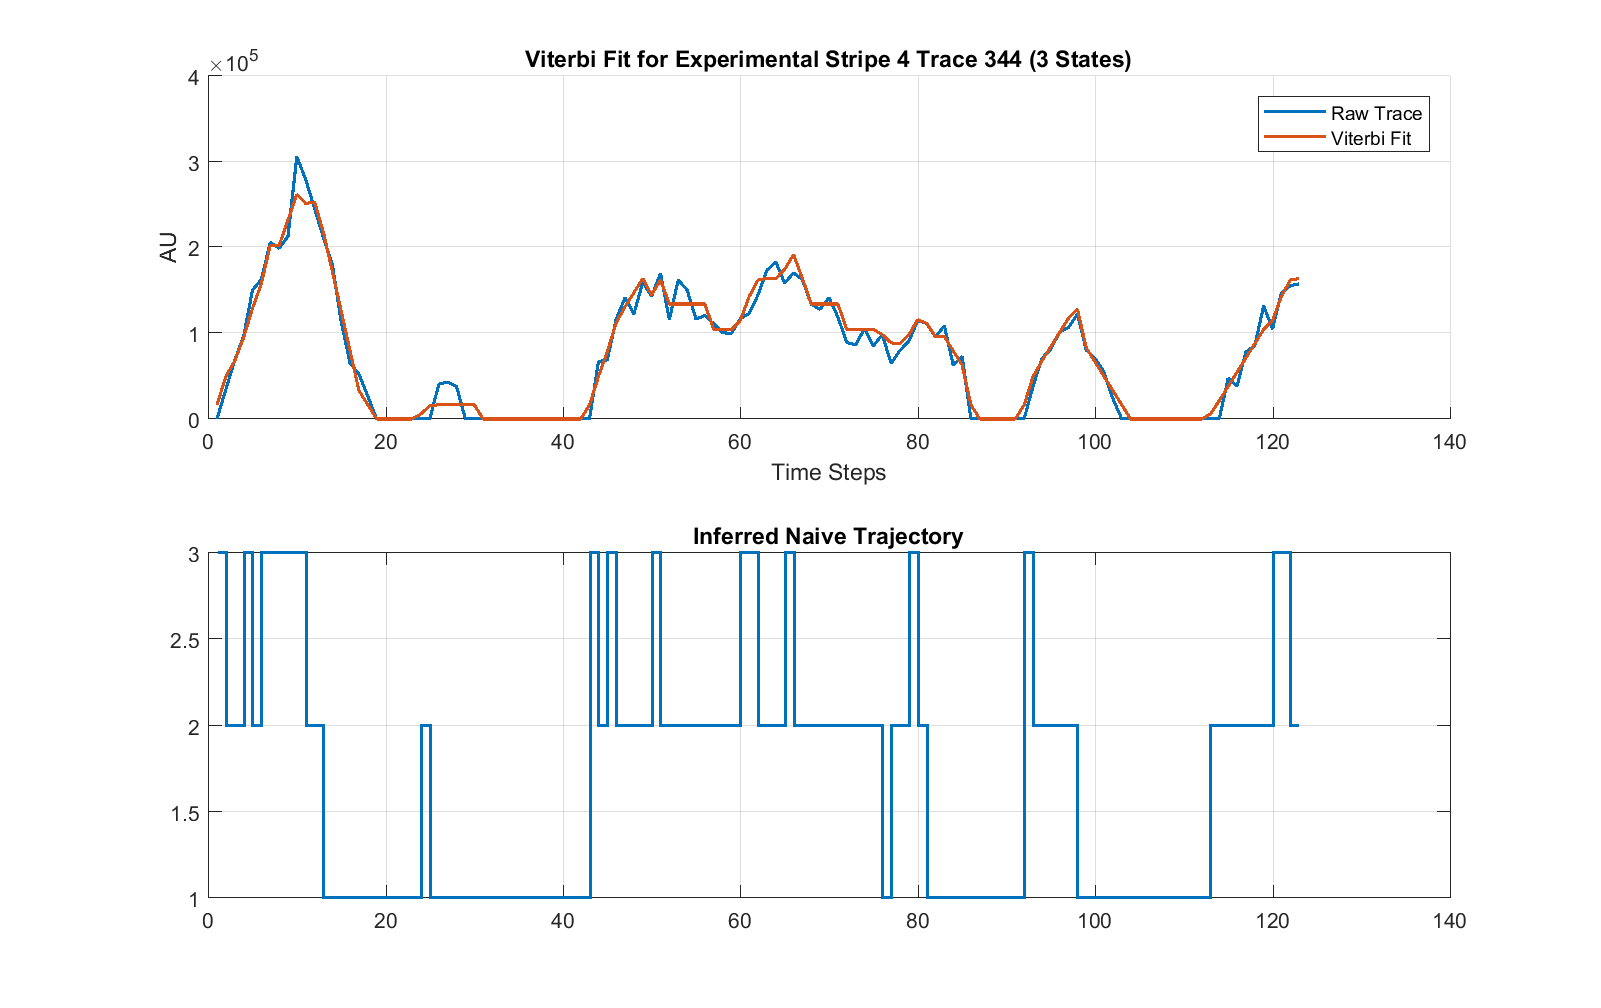 Viterbi Fit for Experimental Stripe 4 Trace 344 (3 States)
×10⁵
4
3
2
1
0
AU
Raw Trace
Viterbi Fit
0 20 40 60 80 100 120 140
Time Steps
Inferred Naive Trajectory
3
2.5
2
1.5
1
0 20 40 60 80 100 120 140